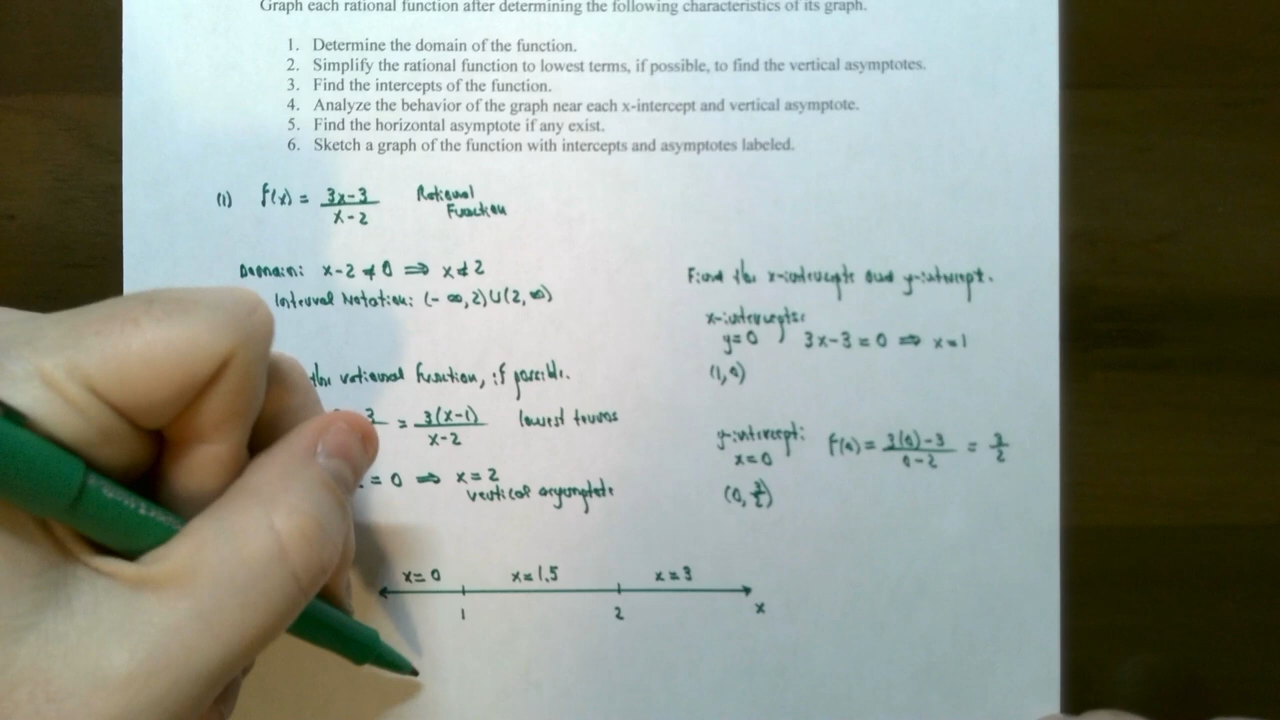 Graph each rational function after determining the following characteristics of its graph.
1. Determine the domain of the function.
2. Simplify the rational function to lowest terms, if possible, to find the vertical asymptotes.
3. Find the intercepts of the function.
4. Analyze the behavior of the graph near each x-intercept and vertical asymptote.
5. Find the horizontal asymptote if any exist.
6. Sketch a graph of the function with intercepts and asymptotes labeled.
(1) f(x) = 3x-3 / x-2 Rational Function
Domain: x-2 ≠ 0 ⇒ x ≠ 2
Interval Notation: (-∞, 2) U (2, ∞)
the rational function, if possible.
3 = 3(x-1) / x-2 lowest terms
= 0 ⇒ x = 2
vertical asymptote
Find the x-intercepts and y-intercept.
x-intercepts:
y=0, 3x-3 = 0 ⇒ x=1
(1, 0)
y-intercept: f(0) = 3(0)-3 / 0-2 = 3/2
x=0
(0, 3/2)
x=0 x=1.5 x=3
1 2 x